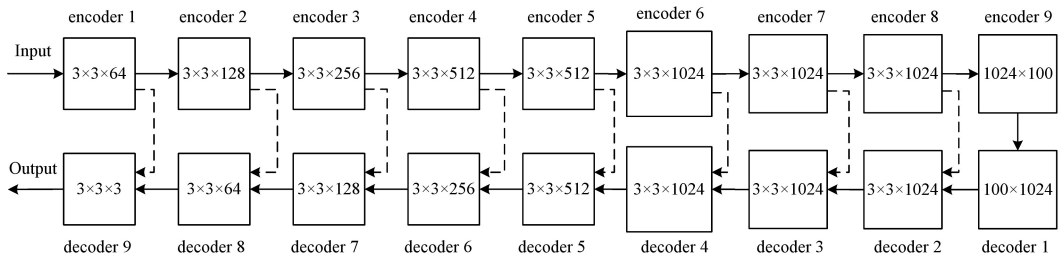 encoder 1
encoder 2
encoder 3
encoder 4
encoder 5
encoder 6
encoder 7
encoder 8
encoder 9
Input
3×3×64
3×3×128
3×3×256
3×3×512
3×3×512
3×3×1024
3×3×1024
3×3×1024
1024×100
Output
3×3×3
3×3×64
3×3×128
3×3×256
3×3×512
3×3×1024
3×3×1024
3×3×1024
100×1024
decoder 9
decoder 8
decoder 7
decoder 6
decoder 5
decoder 4
decoder 3
decoder 2
decoder 1